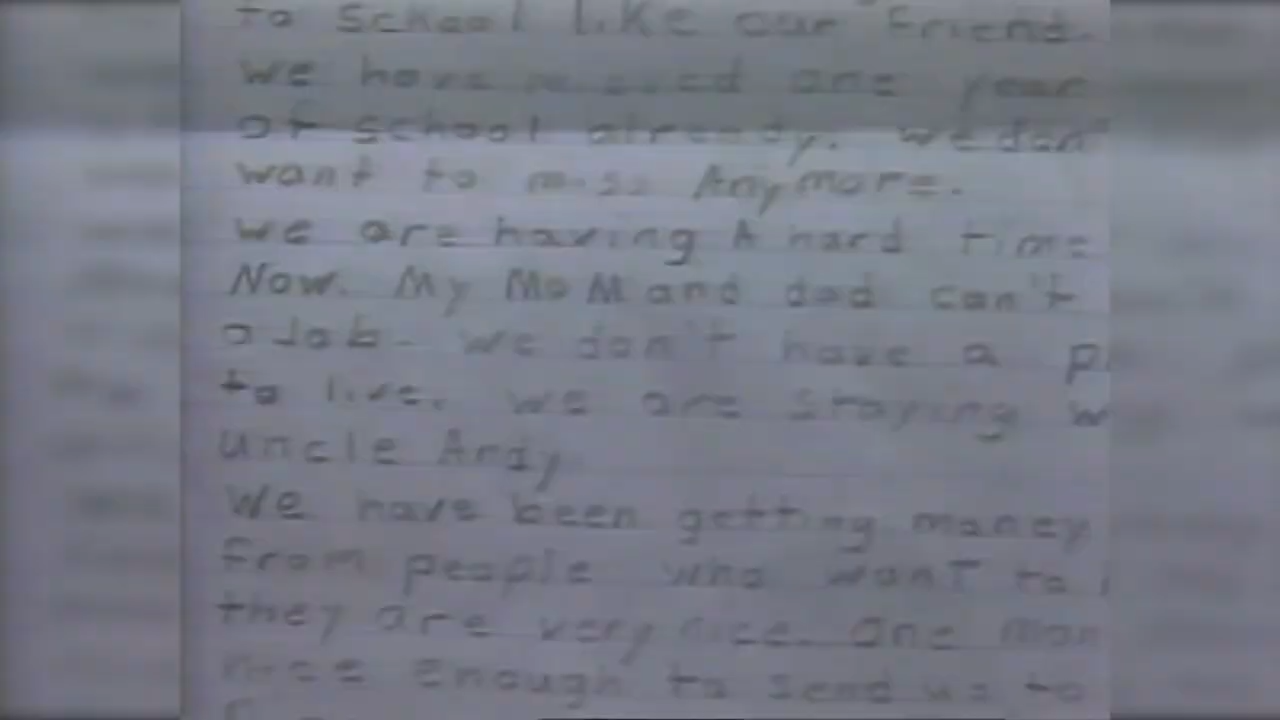 to school like our friend.
we have missed one year
of school already. we don'
want to miss Anymore.
we are having A hard time
Now. My MoM and dad can't
a Job. we don't have a
to live. we are staying
uncle Andy
We have been getting money
from people who want to
they are very nice. one man
nice enough to send us to